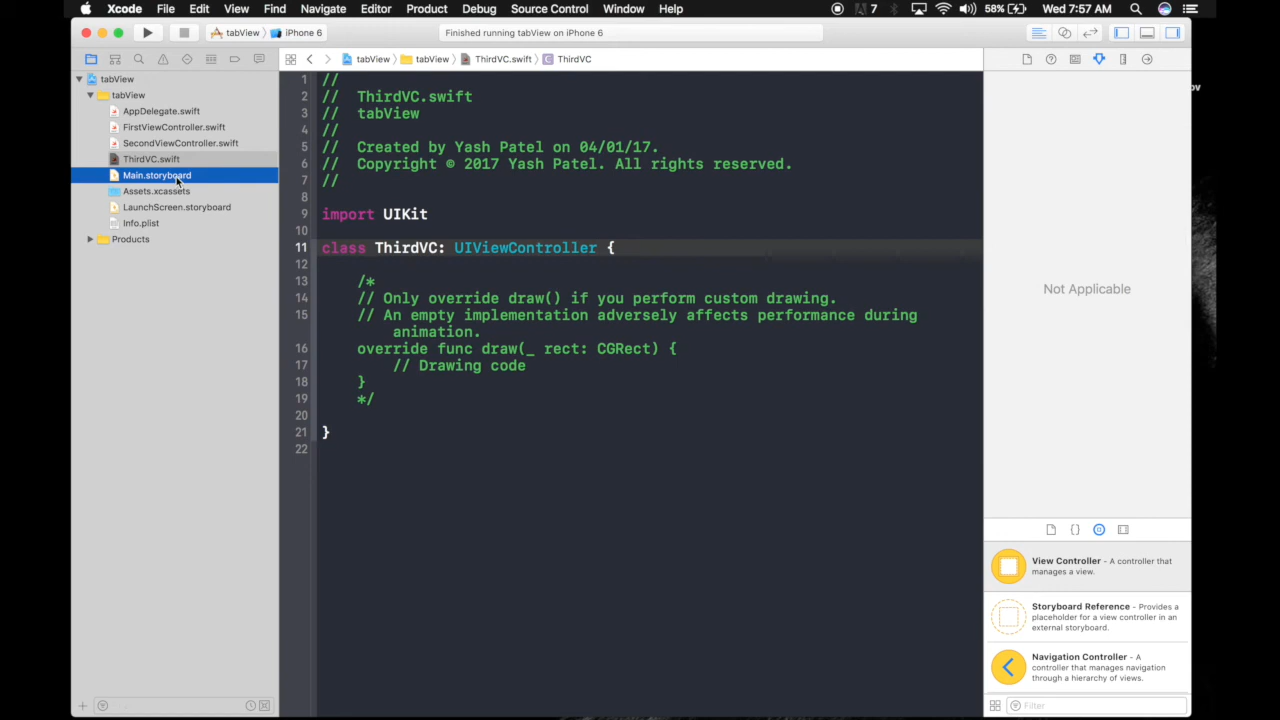 Xcode File Edit View Find Navigate Editor Product Debug Source Control Window Help
7 58% Wed 7:57 AM
tabView iPhone 6
Finished running tabView on iPhone 6
tabView tabView ThirdVC.swift ThirdVC
tabView
tabView
AppDelegate.swift
FirstViewController.swift
SecondViewController.swift
ThirdVC.swift
Main.storyboard
Assets.xcassets
LaunchScreen.storyboard
Info.plist
Products
1 //
2 // ThirdVC.swift
3 // tabView
4 //
5 // Created by Yash Patel on 04/01/17.
6 // Copyright © 2017 Yash Patel. All rights reserved.
7 //
8
9 import UIKit
10
11 class ThirdVC: UIViewController {
12
13 /*
14 // Only override draw() if you perform custom drawing.
15 // An empty implementation adversely affects performance during
animation.
16 override func draw(_ rect: CGRect) {
17 // Drawing code
18 }
19 */
20
21 }
22
ov
Not Applicable
{}
View Controller - A controller that
manages a view.
Storyboard Reference - Provides a
placeholder for a view controller in an
external storyboard.
Navigation Controller - A
controller that manages navigation
through a hierarchy of views.
Filter